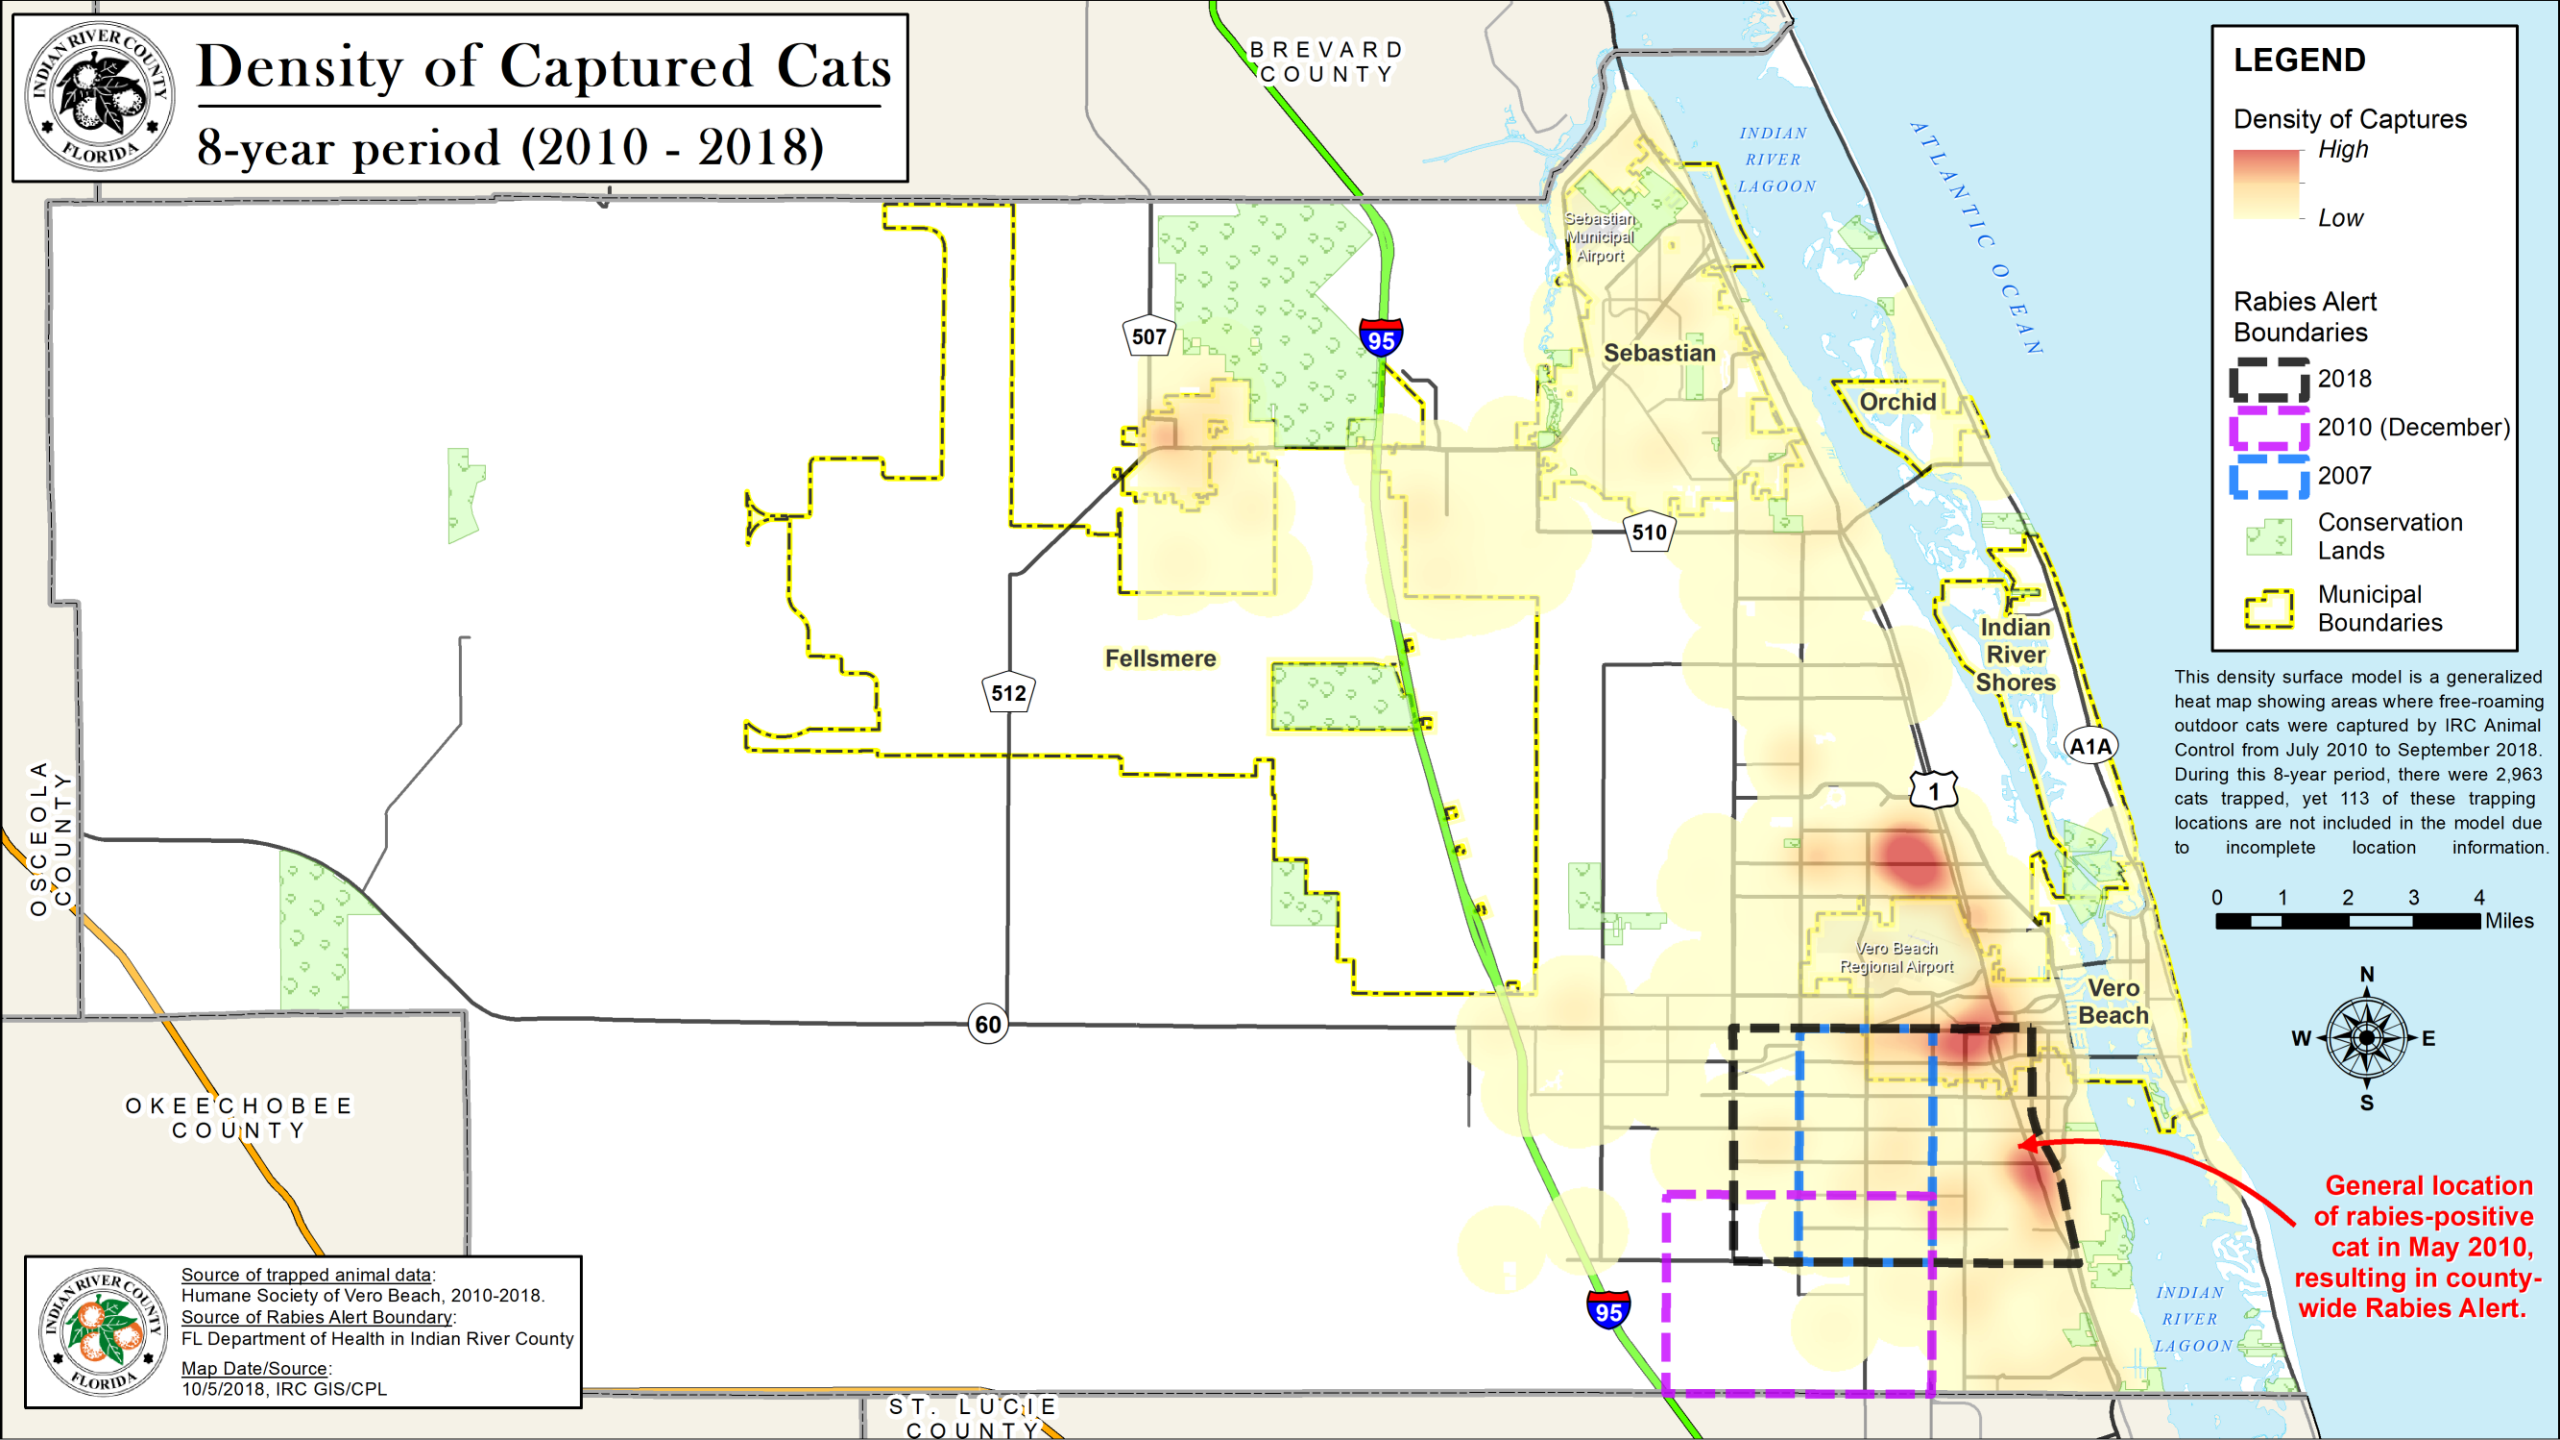 INDIAN RIVER COUNTY
FLORIDA
Density of Captured Cats
8-year period (2010 - 2018)
BREVARD
COUNTY
INDIAN
RIVER
LAGOON
ATLANTIC OCEAN
Sebastian
Municipal
Airport
507
95
Sebastian
Orchid
510
Fellsmere
512
Indian
River
Shores
A1A
1
OSCEOLA
COUNTY
Vero Beach
Regional Airport
Vero
Beach
60
OKEECHOBEE
COUNTY
95
INDIAN
RIVER
LAGOON
ST. LUCIE
COUNTY
LEGEND
Density of Captures
High
Low
Rabies Alert
Boundaries
2018
2010 (December)
2007
Conservation
Lands
Municipal
Boundaries
This density surface model is a generalized
heat map showing areas where free-roaming
outdoor cats were captured by IRC Animal
Control from July 2010 to September 2018.
During this 8-year period, there were 2,963
cats trapped, yet 113 of these trapping
locations are not included in the model due
to incomplete location information.
0 1 2 3 4
Miles
N
W E
S
General location
of rabies-positive
cat in May 2010,
resulting in county-
wide Rabies Alert.
INDIAN RIVER COUNTY
FLORIDA
Source of trapped animal data:
Humane Society of Vero Beach, 2010-2018.
Source of Rabies Alert Boundary:
FL Department of Health in Indian River County
Map Date/Source:
10/5/2018, IRC GIS/CPL